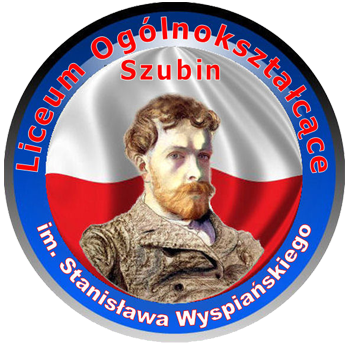 Liceum Ogólnokształcące
Szubin
im. Stanisława Wyspiańskiego